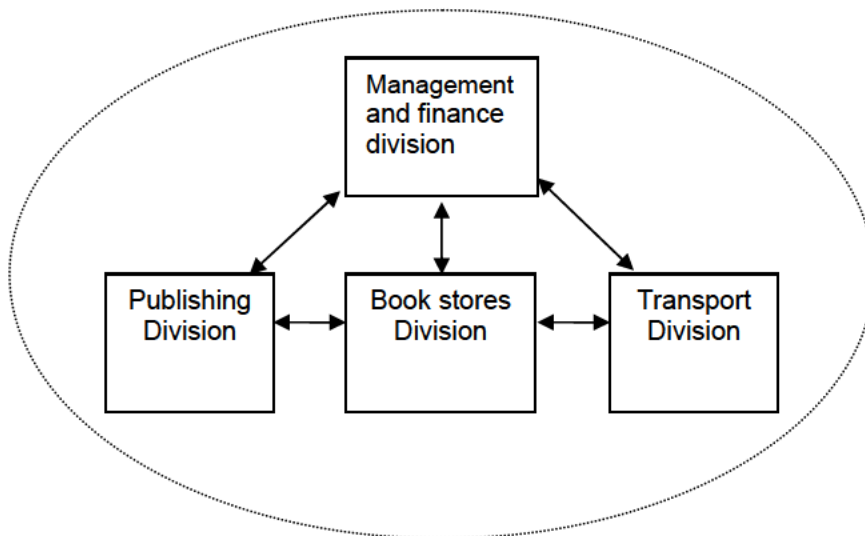 Management
and finance
division
Publishing
Division
Book stores
Division
Transport
Division